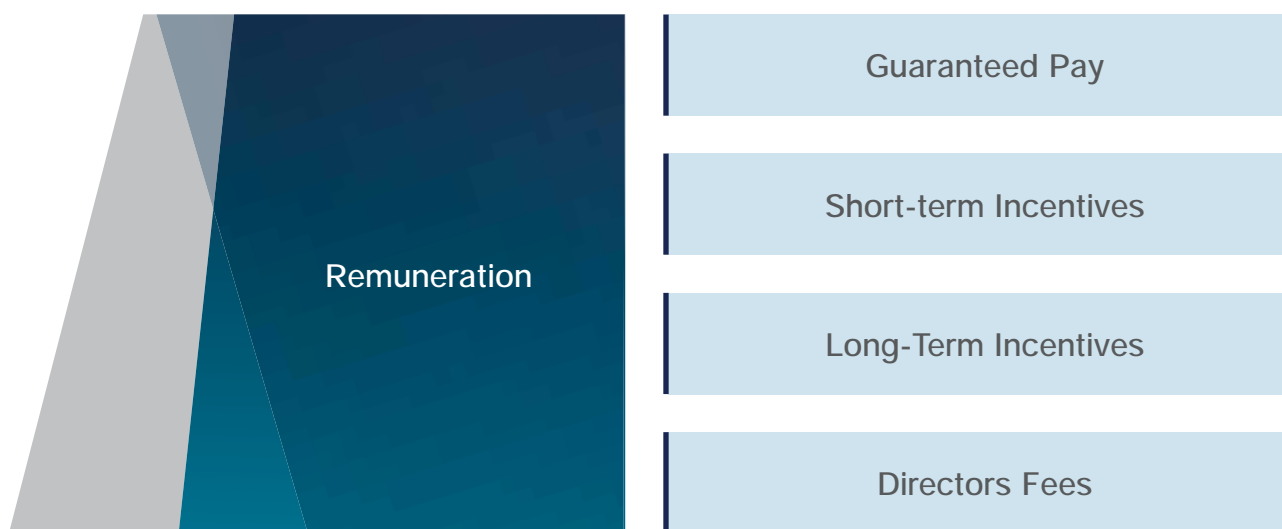 Remuneration
Guaranteed Pay
Short-term Incentives
Long-Term Incentives
Directors Fees